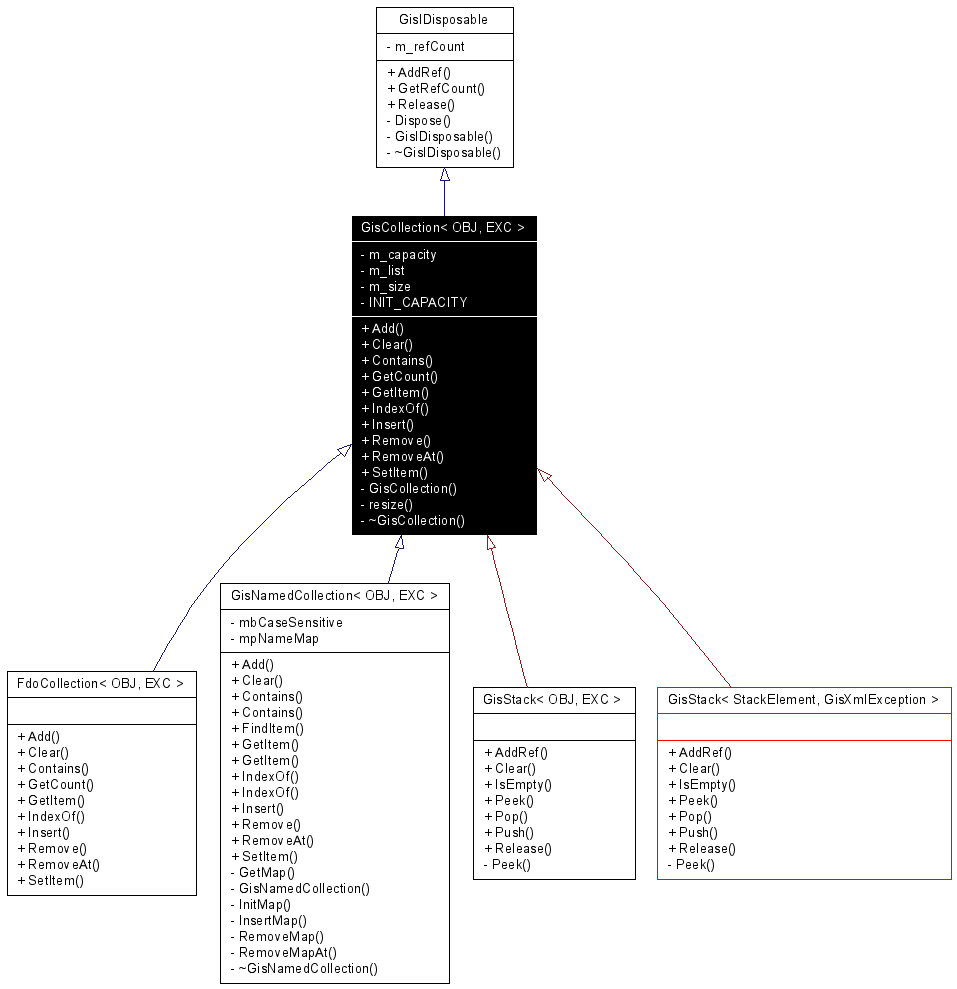 GisIDisposable
- m_refCount
+ AddRef()
+ GetRefCount()
+ Release()
- Dispose()
- GisIDisposable()
- ~GisIDisposable()
GisCollection< OBJ, EXC >
- m_capacity
- m_list
- m_size
- INIT_CAPACITY
+ Add()
+ Clear()
+ Contains()
+ GetCount()
+ GetItem()
+ IndexOf()
+ Insert()
+ Remove()
+ RemoveAt()
+ SetItem()
- GisCollection()
- resize()
- ~GisCollection()
FdoCollection< OBJ, EXC >
+ Add()
+ Clear()
+ Contains()
+ GetCount()
+ GetItem()
+ IndexOf()
+ Insert()
+ Remove()
+ RemoveAt()
+ SetItem()
GisNamedCollection< OBJ, EXC >
- mbCaseSensitive
- mpNameMap
+ Add()
+ Clear()
+ Contains()
+ Contains()
+ FindItem()
+ GetItem()
+ GetItem()
+ IndexOf()
+ IndexOf()
+ Insert()
+ Remove()
+ RemoveAt()
+ SetItem()
- GetMap()
- GisNamedCollection()
- InitMap()
- InsertMap()
- RemoveMap()
- RemoveMapAt()
- ~GisNamedCollection()
GisStack< OBJ, EXC >
+ AddRef()
+ Clear()
+ IsEmpty()
+ Peek()
+ Pop()
+ Push()
+ Release()
- Peek()
GisStack< StackElement, GisXmlException >
+ AddRef()
+ Clear()
+ IsEmpty()
+ Peek()
+ Pop()
+ Push()
+ Release()
- Peek()